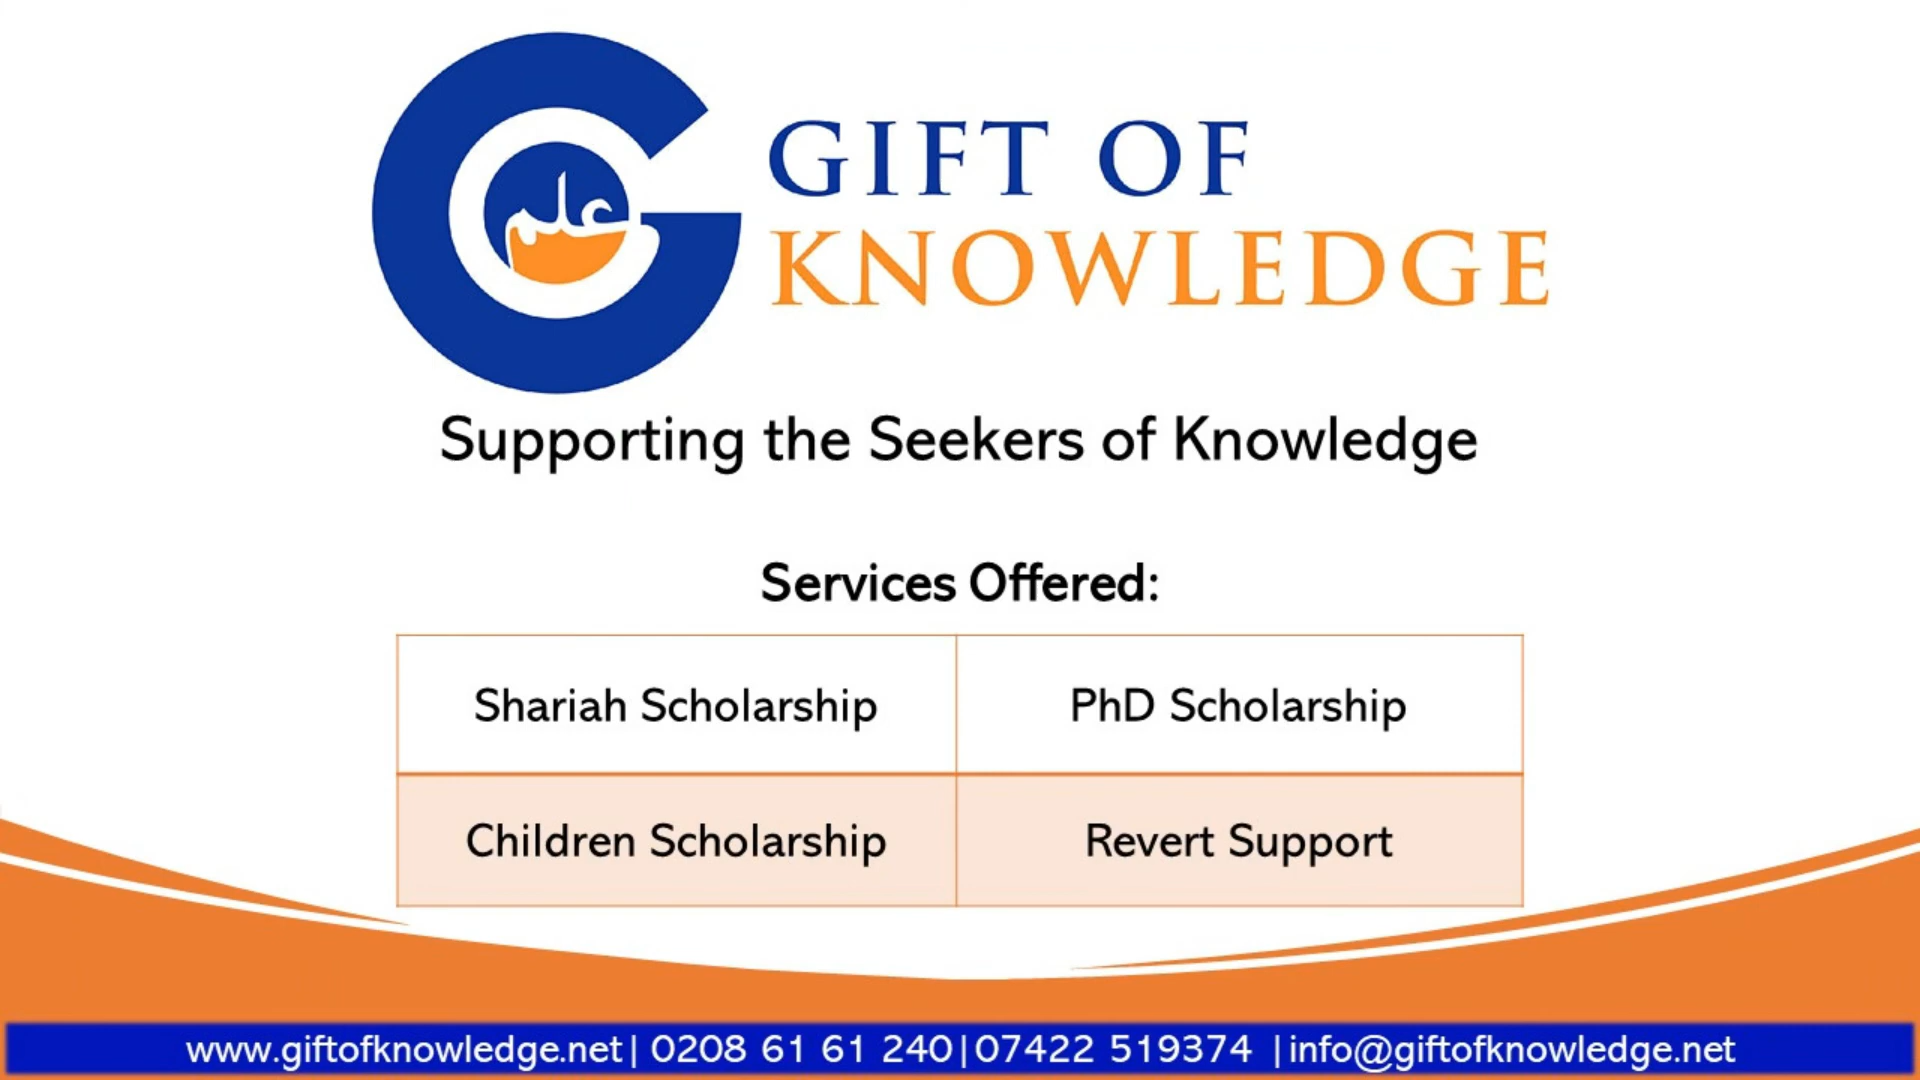 علم
GIFT OF
KNOWLEDGE
Supporting the Seekers of Knowledge
Services Offered:
Shariah Scholarship PhD Scholarship
Children Scholarship Revert Support
www.giftofknowledge.net| 0208 61 61 240|07422 519374 |info@giftofknowledge.net